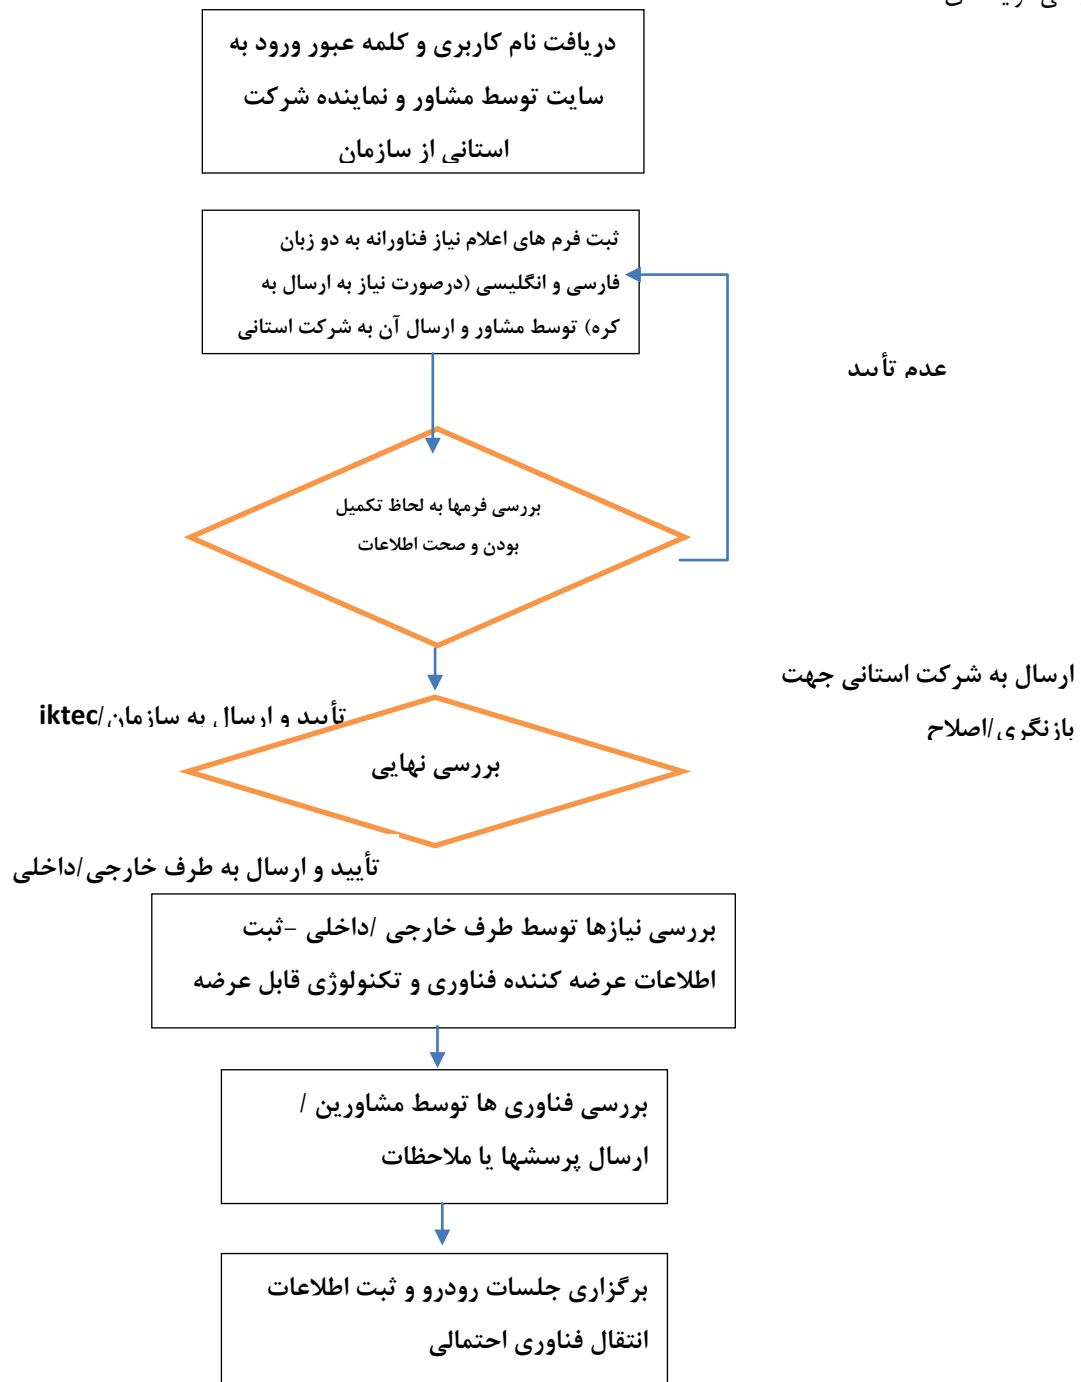 دریافت نام کاربری و کلمه عبور ورود به
سایت توسط مشاور و نماینده شرکت
استانی از سازمان
ثبت فرم های اعلام نیاز فناورانه به دو زبان
فارسی و انگلیسی (درصورت نیاز به ارسال به
کره) توسط مشاور و ارسال آن به شرکت استانی
عدم تأیید
بررسی فرمها به لحاظ تکمیل
بودن و صحت اطلاعات
ارسال به شرکت استانی جهت
بازنگری/اصلاح
تأیید و ارسال به سازمان/iktec
بررسی نهایی
تأیید و ارسال به طرف خارجی/داخلی
بررسی نیازها توسط طرف خارجی /داخلی –ثبت
اطلاعات عرضه کننده فناوری و تکنولوژی قابل عرضه
بررسی فناوری ها توسط مشاورین /
ارسال پرسشها یا ملاحظات
برگزاری جلسات رودرو و ثبت اطلاعات
انتقال فناوری احتمالی